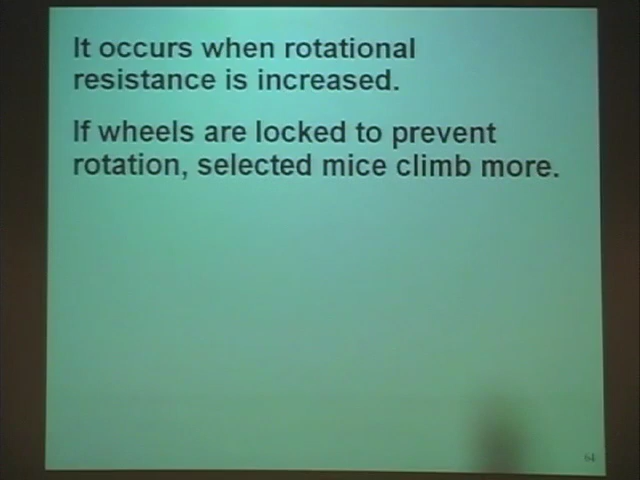 It occurs when rotational
resistance is increased.
If wheels are locked to prevent
rotation, selected mice climb more.
64